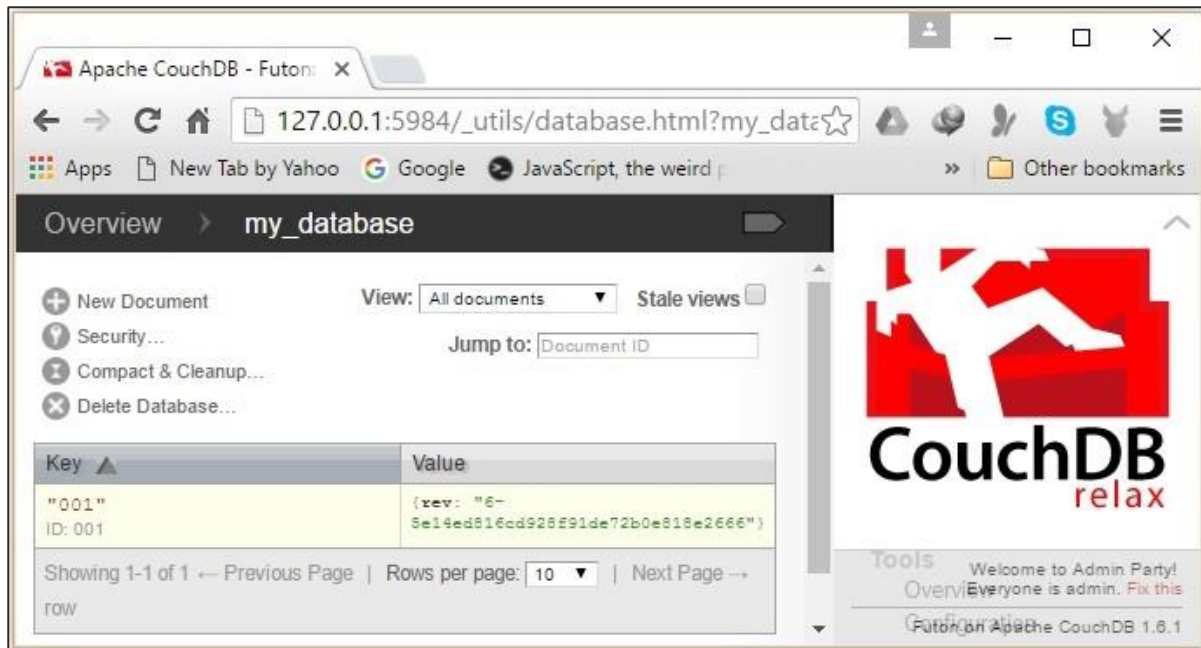 Apache CouchDB - Futon:
127.0.0.1:5984/_utils/database.html?my_data
Apps New Tab by Yahoo Google JavaScript, the weird p » Other bookmarks
Overview my_database
New Document
Security...
Compact & Cleanup...
Delete Database...
View: All documents Stale views
Jump to: Document ID
Key Value
"001" {rev: "6-
ID: 001 5e14ed816cd928f91de72b0e818e2666"}
Showing 1-1 of 1 ← Previous Page | Rows per page: 10 | Next Page →
row
CouchDB
relax
Tools
Overview
Configuration
Welcome to Admin Party!
Everyone is admin. Fix this
Futon on Apache CouchDB 1.6.1